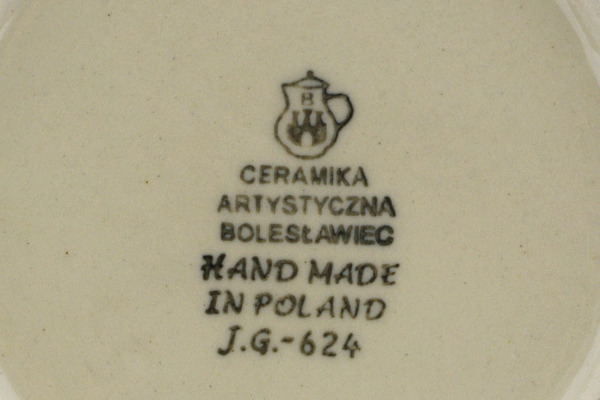 B
CERAMIKA
ARTYSTYCZNA
BOLESŁAWIEC
HAND MADE
IN POLAND
J.G.-624